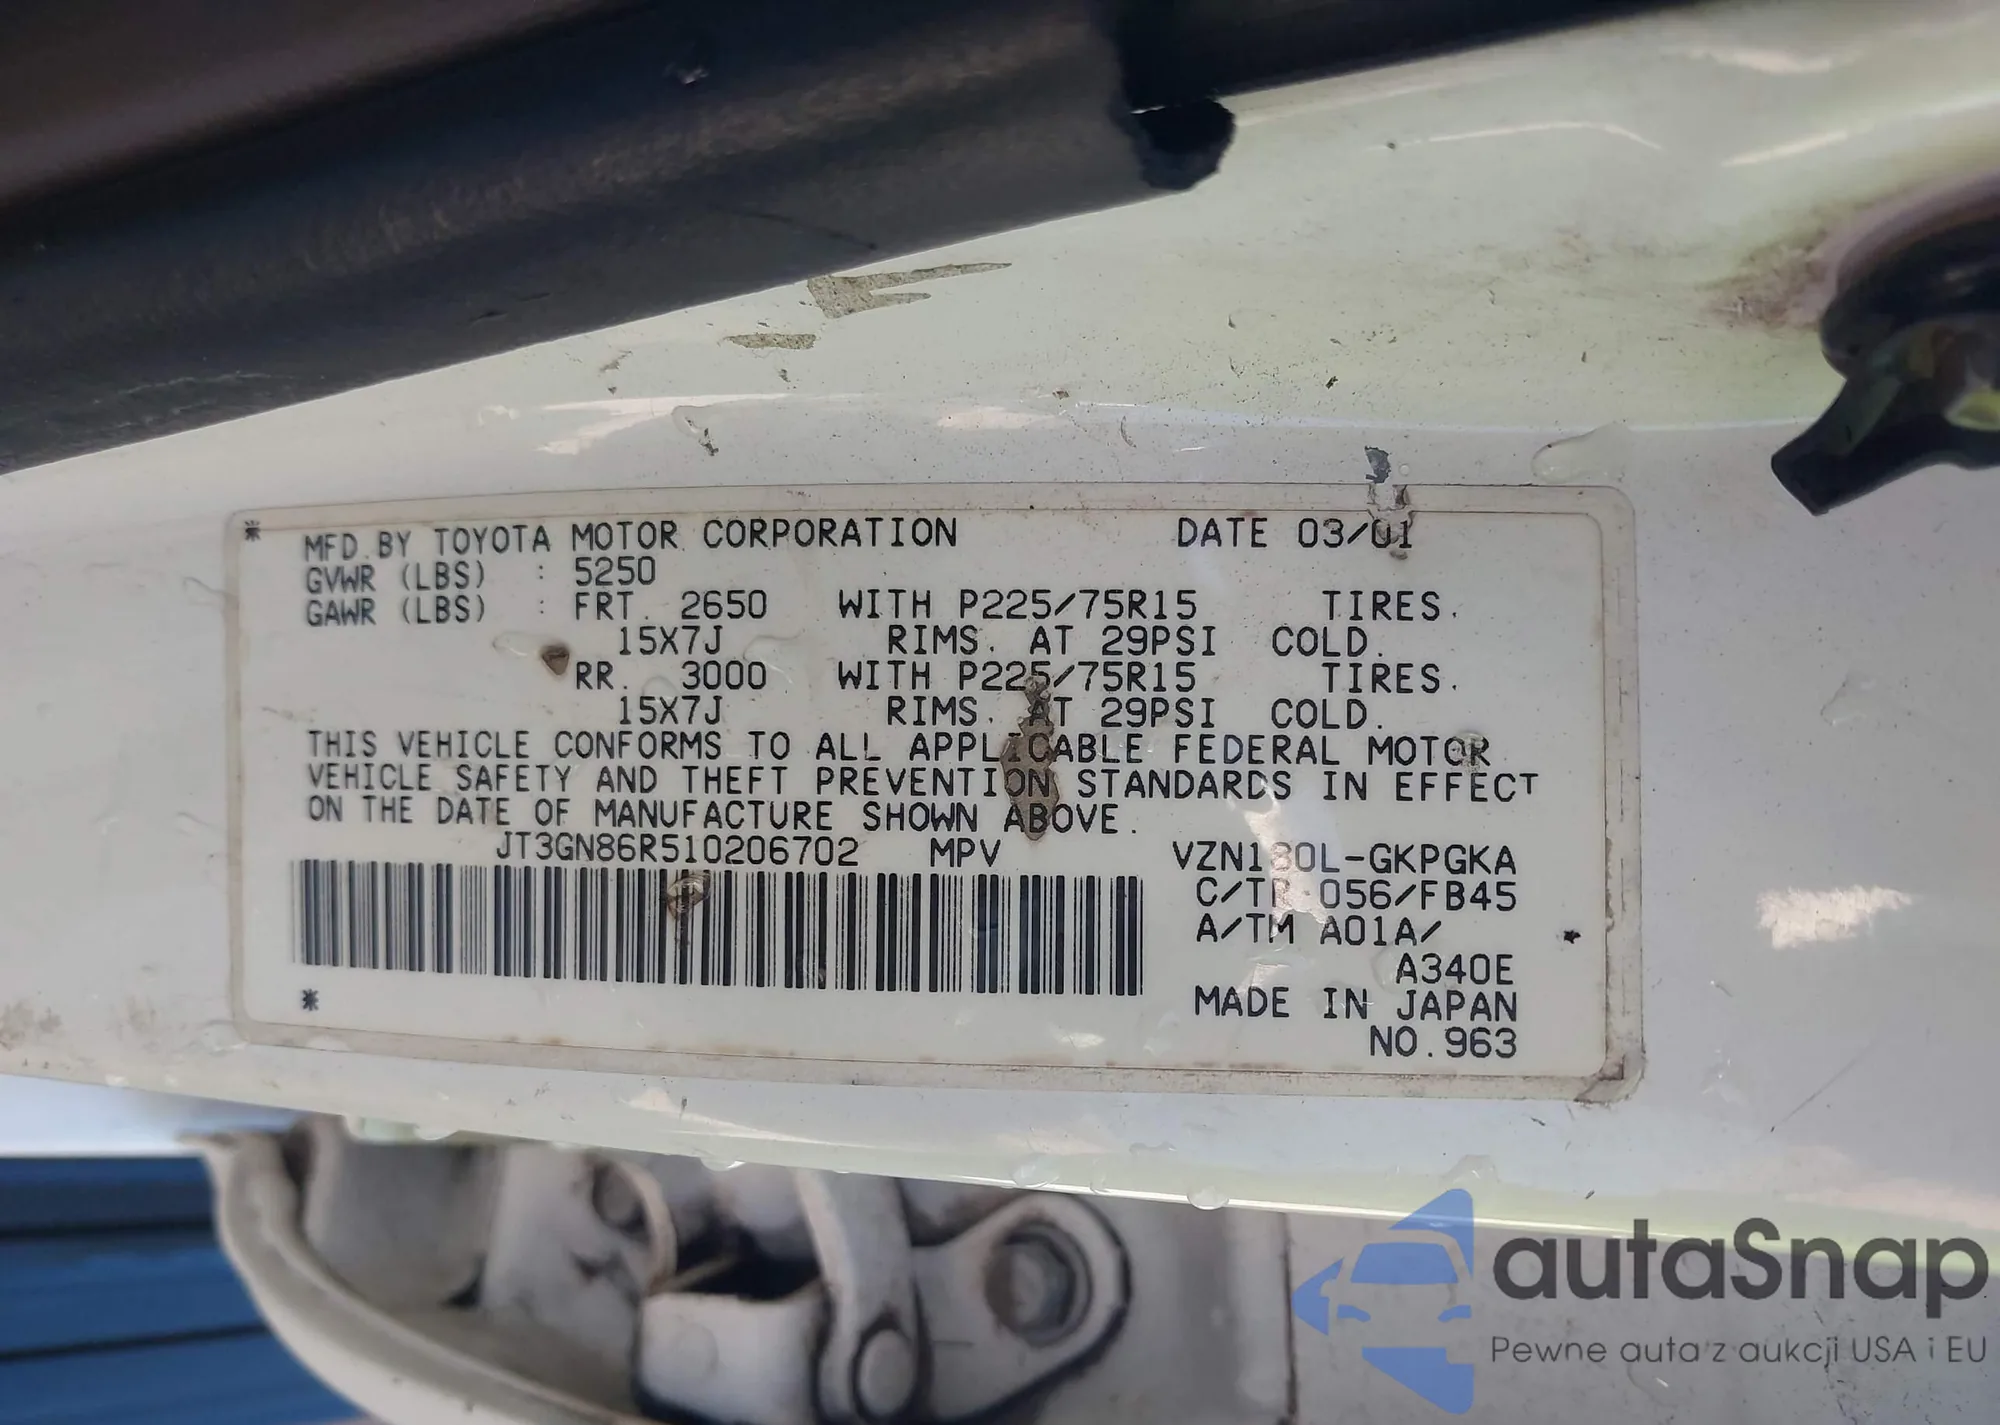 * MFD. BY TOYOTA MOTOR CORPORATION DATE 03/01
GVWR (LBS) : 5250
GAWR (LBS) : FRT. 2650 WITH P225/75R15 TIRES.
15X7J RIMS. AT 29PSI COLD.
RR. 3000 WITH P225/75R15 TIRES.
15X7J RIMS. AT 29PSI COLD.
THIS VEHICLE CONFORMS TO ALL APPLICABLE FEDERAL MOTOR
VEHICLE SAFETY AND THEFT PREVENTION STANDARDS IN EFFECT
ON THE DATE OF MANUFACTURE SHOWN ABOVE.
JT3GN86R510206702 MPV VZN180L-GKPGKA
C/TR 056/FB45
A/TM A01A/ *
A340E
* MADE IN JAPAN
NO.963
autaSnap
Pewne auta z aukcji USA i EU